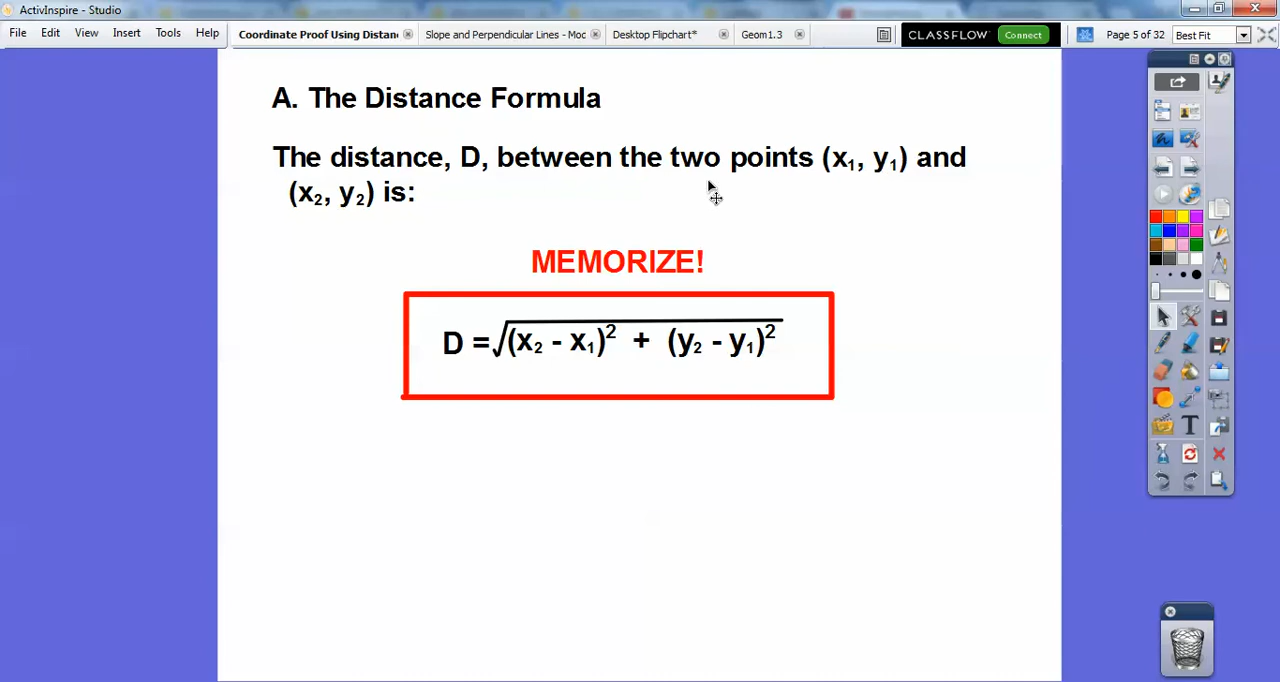 ActivInspire - Studio
File Edit View Insert Tools Help
Coordinate Proof Using Distanc
Slope and Perpendicular Lines - Moc
Desktop Flipchart*
Geom1.3
CLASSFLOW Connect
Page 5 of 32
Best Fit
A. The Distance Formula
The distance, D, between the two points (x₁, y₁) and
(x₂, y₂) is:
MEMORIZE!
D = √(x₂ - x₁)² + (y₂ - y₁)²
T